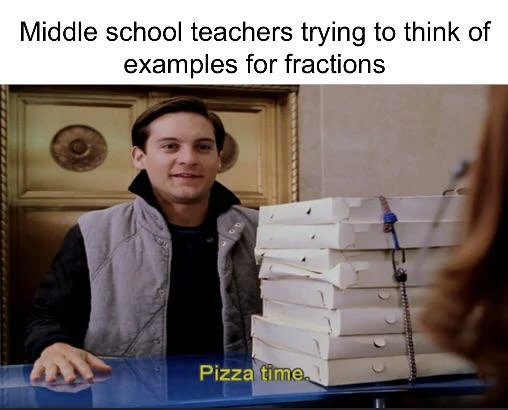 Middle school teachers trying to think of
examples for fractions
Pizza time.